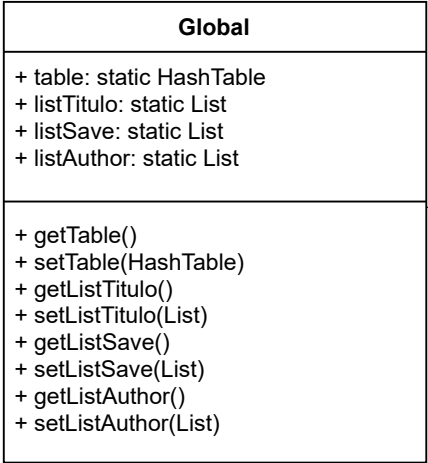 Global
+ table: static HashTable
+ listTitulo: static List
+ listSave: static List
+ listAuthor: static List
+ getTable()
+ setTable(HashTable)
+ getListTitulo()
+ setListTitulo(List)
+ getListSave()
+ setListSave(List)
+ getListAuthor()
+ setListAuthor(List)